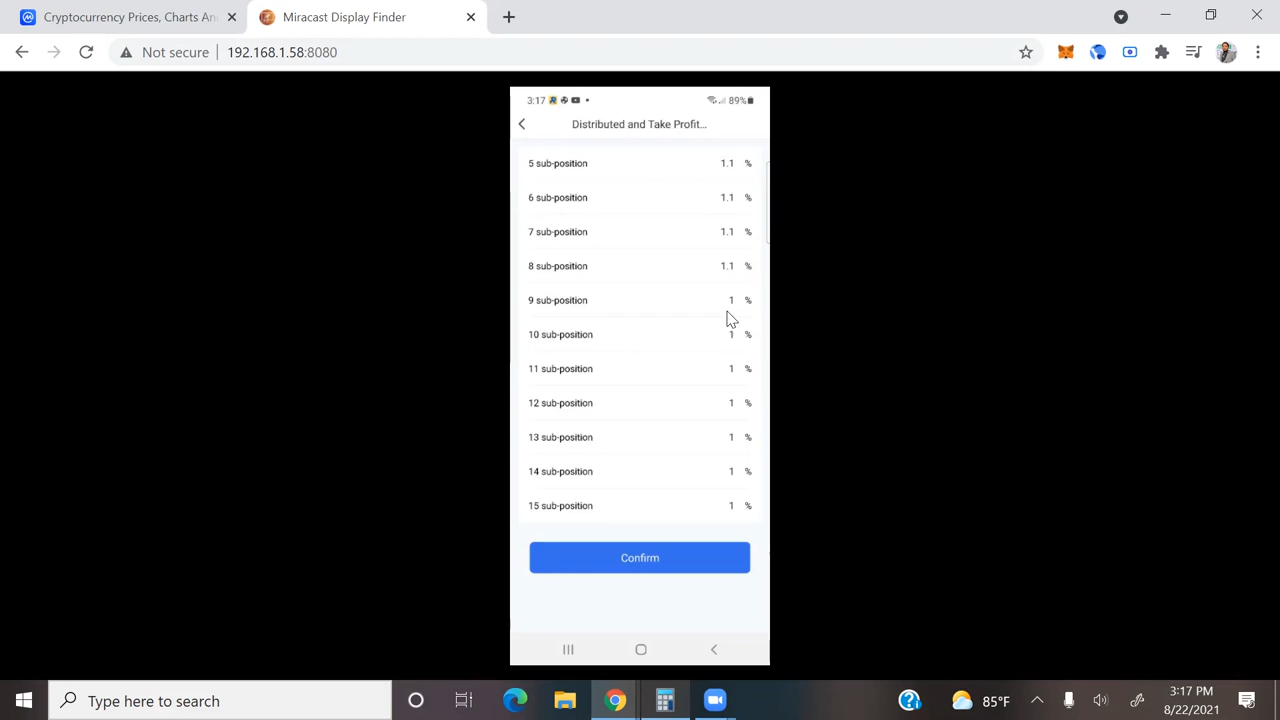 Cryptocurrency Prices, Charts An
Miracast Display Finder
Not secure
192.168.1.58:8080
3:17
89%
Distributed and Take Profit...
5 sub-position 1.1 %
6 sub-position 1.1 %
7 sub-position 1.1 %
8 sub-position 1.1 %
9 sub-position 1 %
10 sub-position 1 %
11 sub-position 1 %
12 sub-position 1 %
13 sub-position 1 %
14 sub-position 1 %
15 sub-position 1 %
Confirm
Type here to search
85°F
3:17 PM
8/22/2021